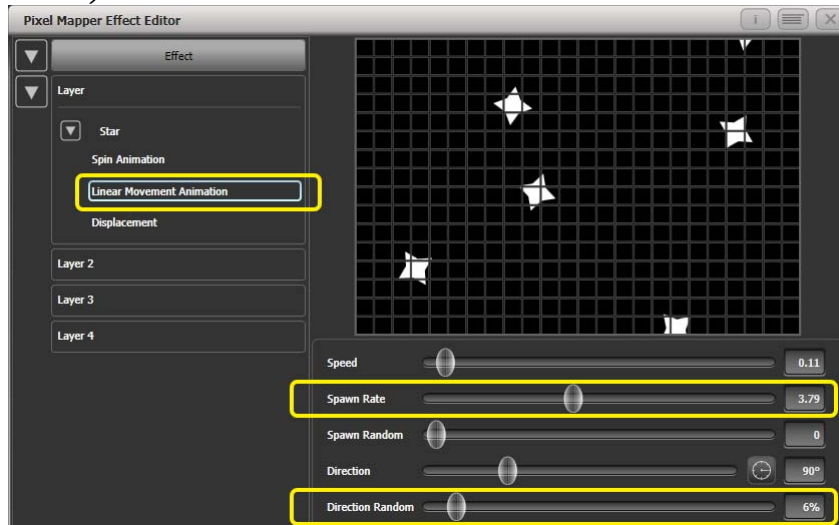 Pixel Mapper Effect Editor
Effect
Layer
Star
Spin Animation
Linear Movement Animation
Displacement
Layer 2
Layer 3
Layer 4
Speed 0.11
Spawn Rate 3.79
Spawn Random 0
Direction 90°
Direction Random 6%